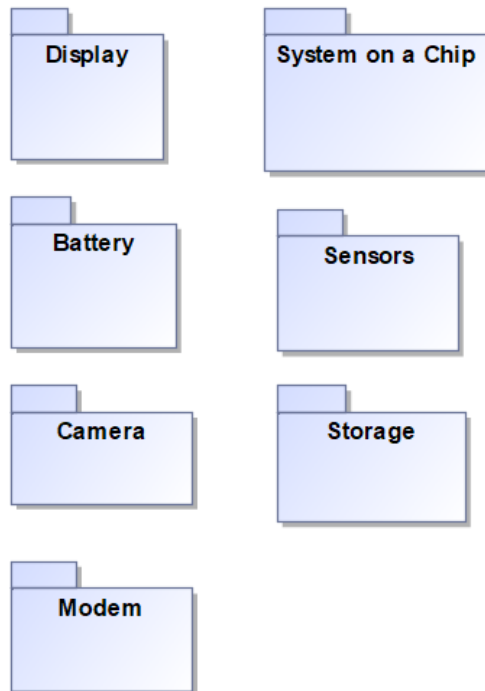 Display
System on a Chip
Battery
Sensors
Camera
Storage
Modem